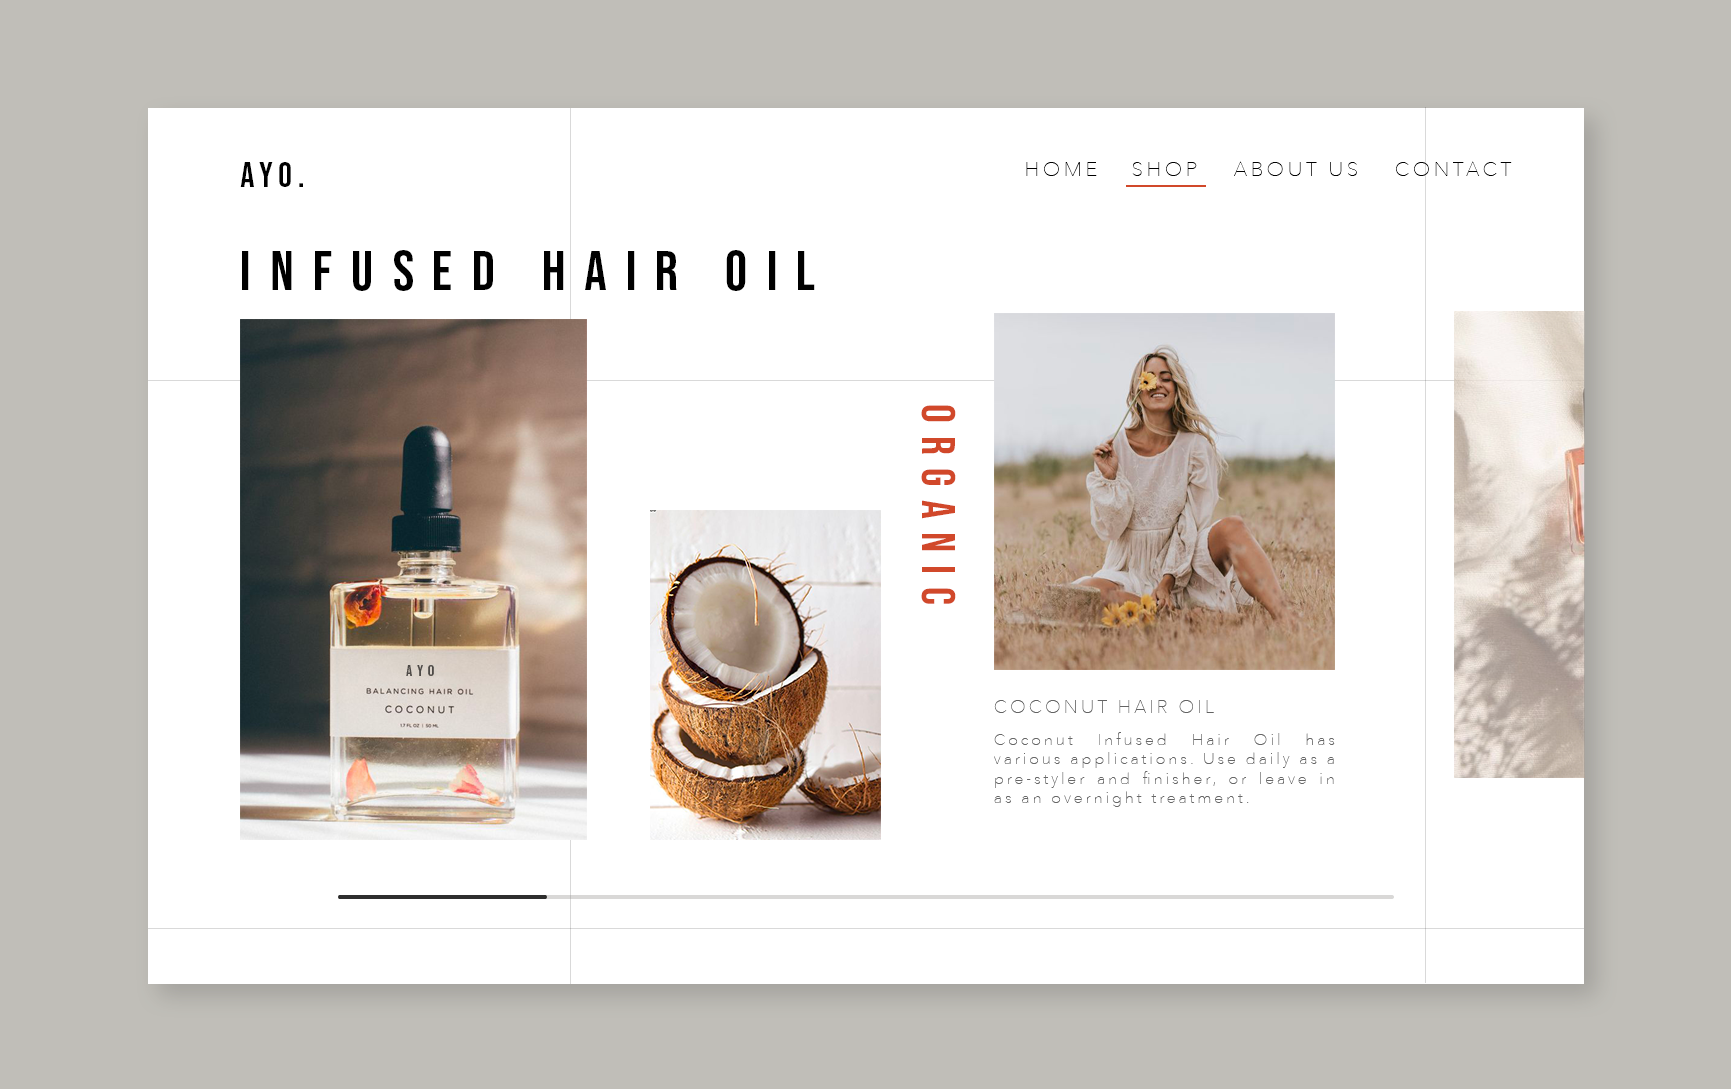 AYO.
HOME SHOP ABOUT US CONTACT
INFUSED HAIR OIL
AYO
BALANCING HAIR OIL
COCONUT
1.7 FL OZ | 50 ML
ORGANIC
COCONUT HAIR OIL
Coconut Infused Hair Oil has
various applications. Use daily as a
pre-styler and finisher, or leave in
as an overnight treatment.